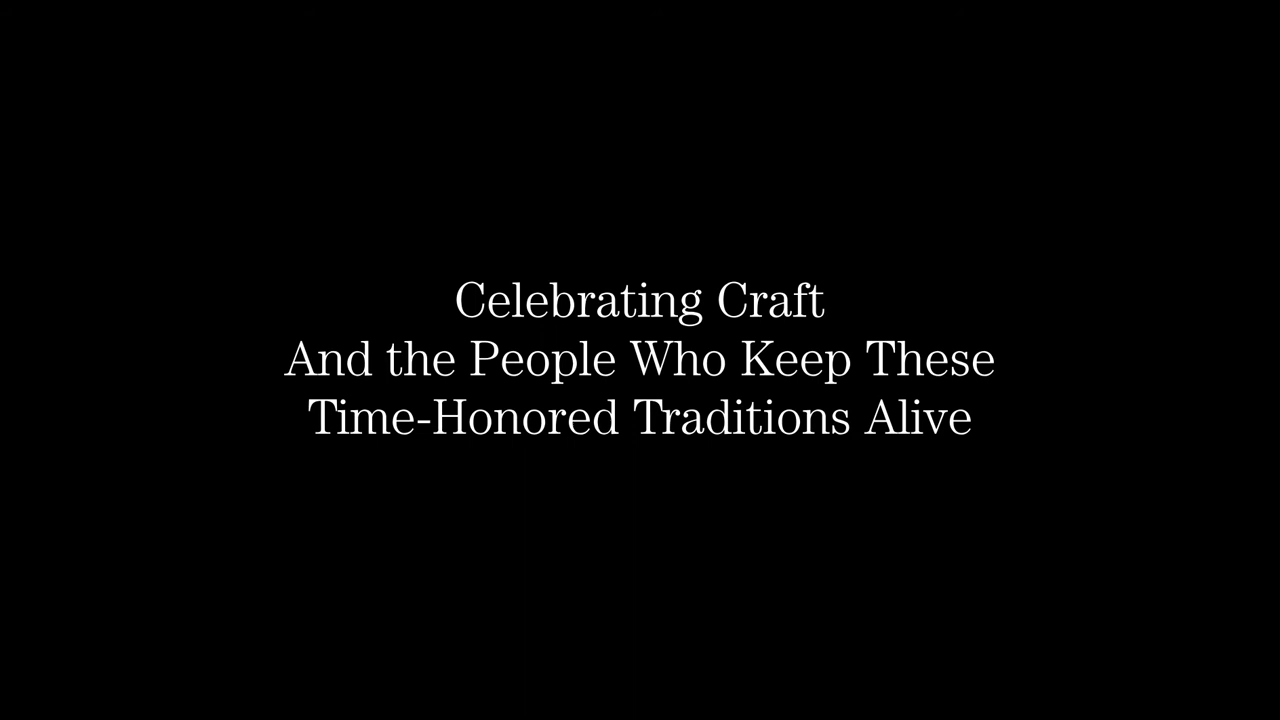 Celebrating Craft
And the People Who Keep These
Time-Honored Traditions Alive